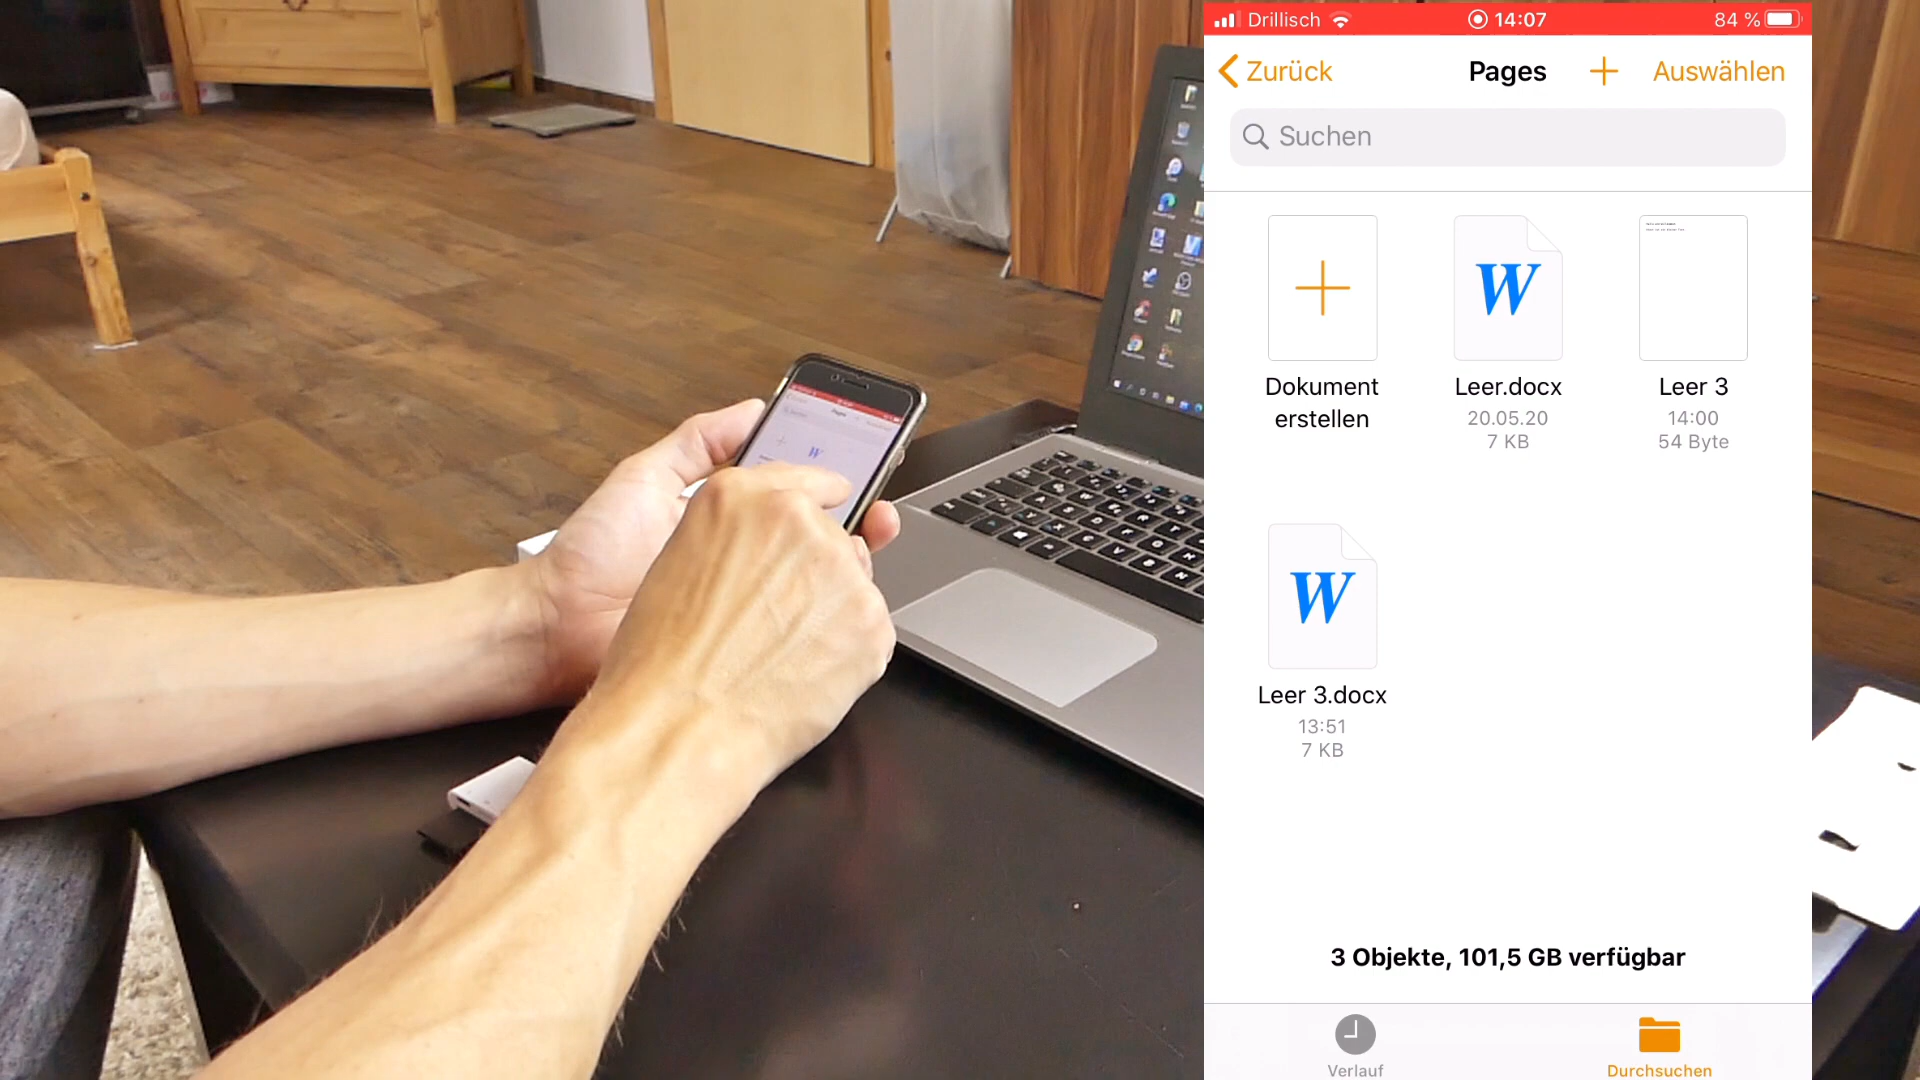 Drillisch 14:07 84 %
Zurück Pages Auswählen
Suchen
W
Dokument erstellen
Leer.docx
20.05.20
7 KB
Leer 3
14:00
54 Byte
W
Leer 3.docx
13:51
7 KB
3 Objekte, 101,5 GB verfügbar
Verlauf
Durchsuchen